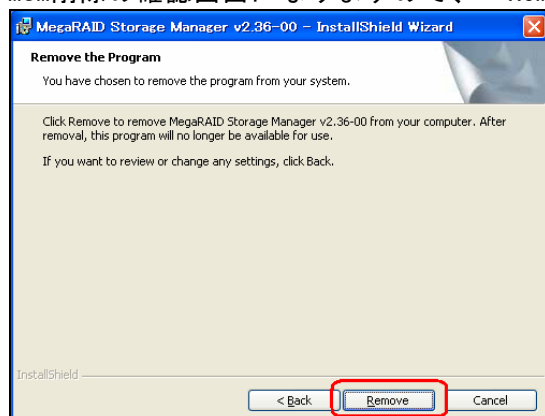 MegaRAID Storage Manager v2.36-00 - InstallShield Wizard
Remove the Program
You have chosen to remove the program from your system.
Click Remove to remove MegaRAID Storage Manager v2.36-00 from your computer. After
removal, this program will no longer be available for use.
If you want to review or change any settings, click Back.
InstallShield
< Back
Remove
Cancel